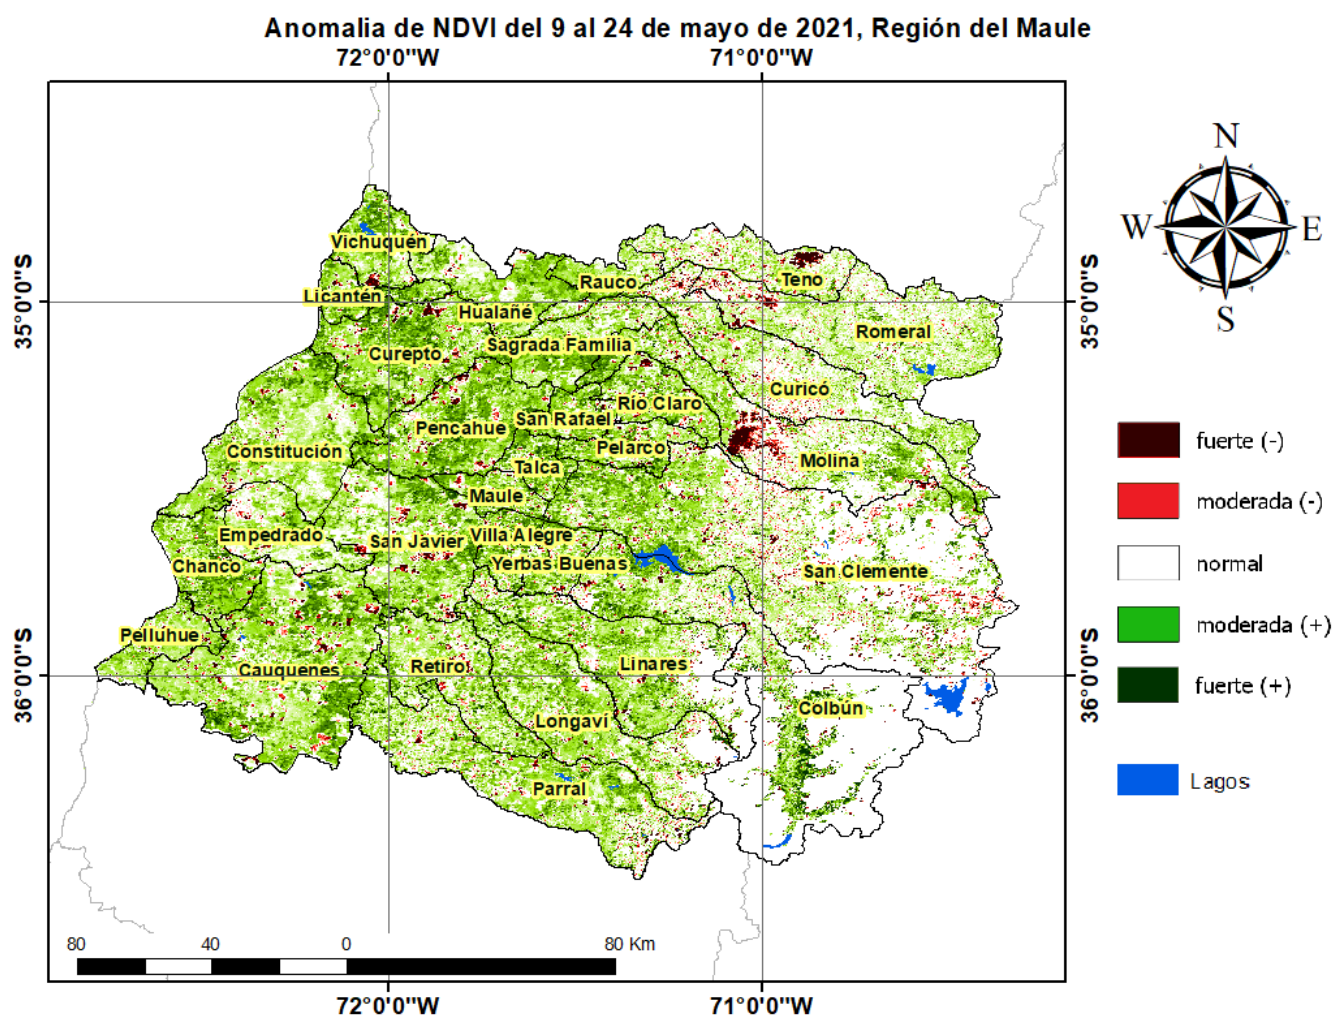 Anomalia de NDVI del 9 al 24 de mayo de 2021, Región del Maule
72°0'0"W 71°0'0"W
N
W E
S
35°0'0"S 35°0'0"S
Vichuquén
Licantén
Hualañé
Rauco
Teno
Romeral
Curepto
Sagrada Familia
Curicó
Constitución
Pencahue
San Rafael
Río Claro
Pelarco
Molina
Talca
Maule
Empedrado
San Javier
Villa Alegre
Chanco
Yerbas Buenas
San Clemente
Pelluhue
Cauquenes
Retiro
Linares
Colbún
Longaví
Parral
36°0'0"S 36°0'0"S
fuerte (-)
moderada (-)
normal
moderada (+)
fuerte (+)
Lagos
80 40 0 80 Km
72°0'0"W 71°0'0"W